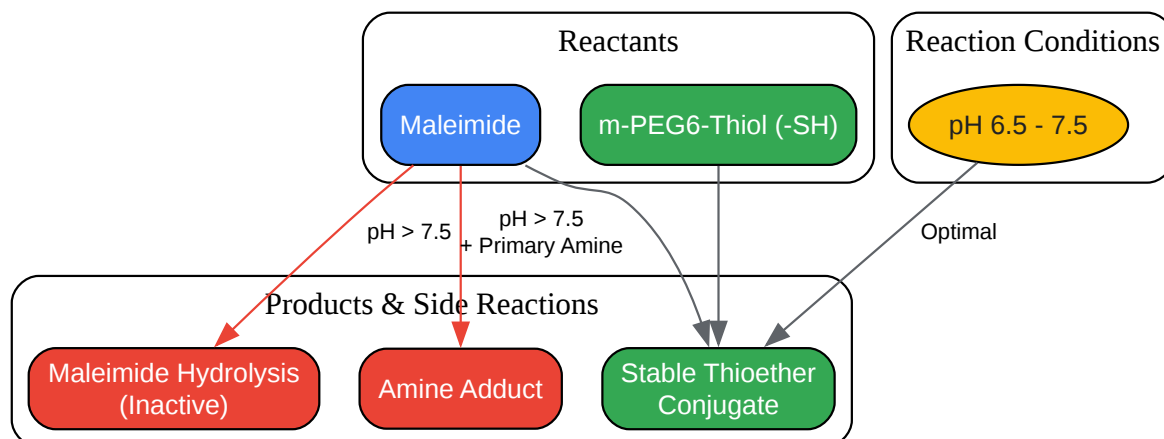 Reactants
Reaction Conditions
Maleimide
m-PEG6-Thiol (-SH)
pH 6.5 - 7.5
pH > 7.5
pH > 7.5
+ Primary Amine
Optimal
Products & Side Reactions
Maleimide Hydrolysis
(Inactive)
Amine Adduct
Stable Thioether
Conjugate